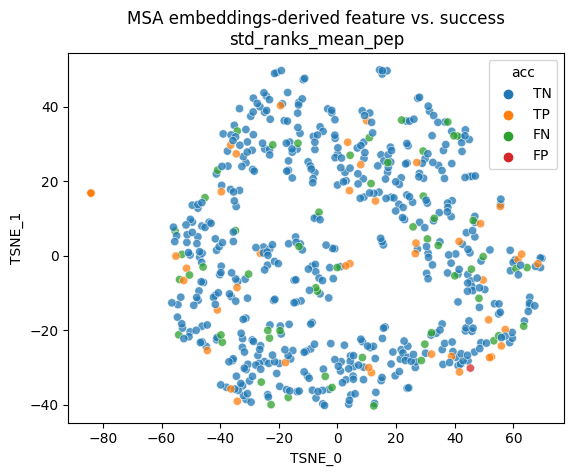 MSA embeddings-derived feature vs. success
std_ranks_mean_pep
acc
TN
TP
FN
FP
40
20
0
−20
−40
TSNE_1
−80
−60
−40
−20
0
20
40
60
TSNE_0